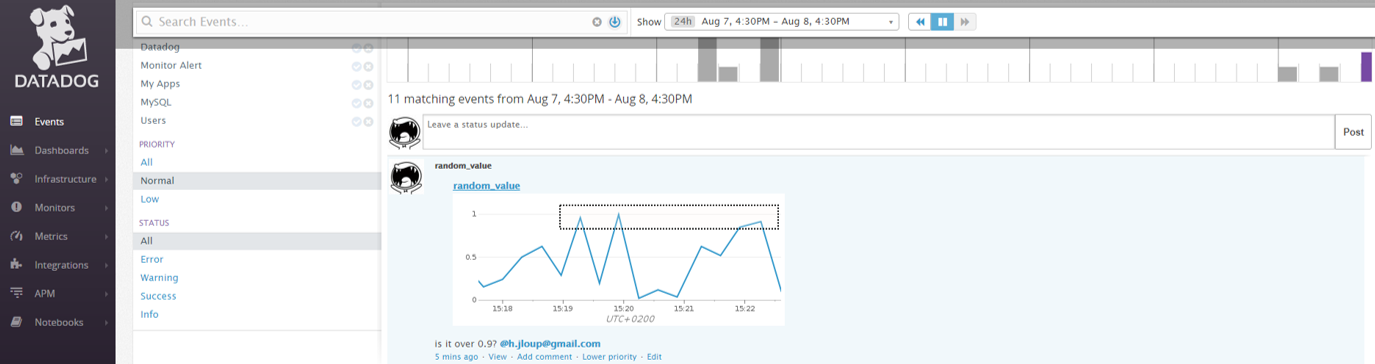 DATADOG
Events
Dashboards
Infrastructure
Monitors
Metrics
Integrations
APM
Notebooks
Search Events...
Show 24h Aug 7, 4:30PM – Aug 8, 4:30PM
Datadog
Monitor Alert
My Apps
MySQL
Users
PRIORITY
All
Normal
Low
STATUS
All
Error
Warning
Success
Info
11 matching events from Aug 7, 4:30PM - Aug 8, 4:30PM
Leave a status update...
Post
random_value
random_value
1
0.5
0
15:18 15:19 15:20 15:21 15:22
UTC+0200
is it over 0.9? @h.jloup@gmail.com
5 mins ago · View · Add comment · Lower priority · Edit